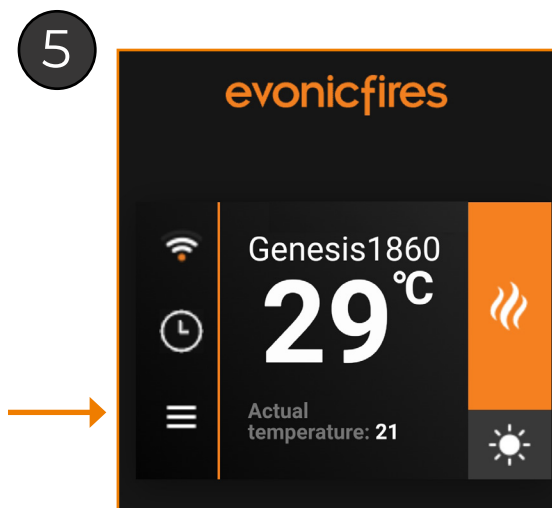 5
evonicfires
Genesis1860
29°C
Actual
temperature: 21